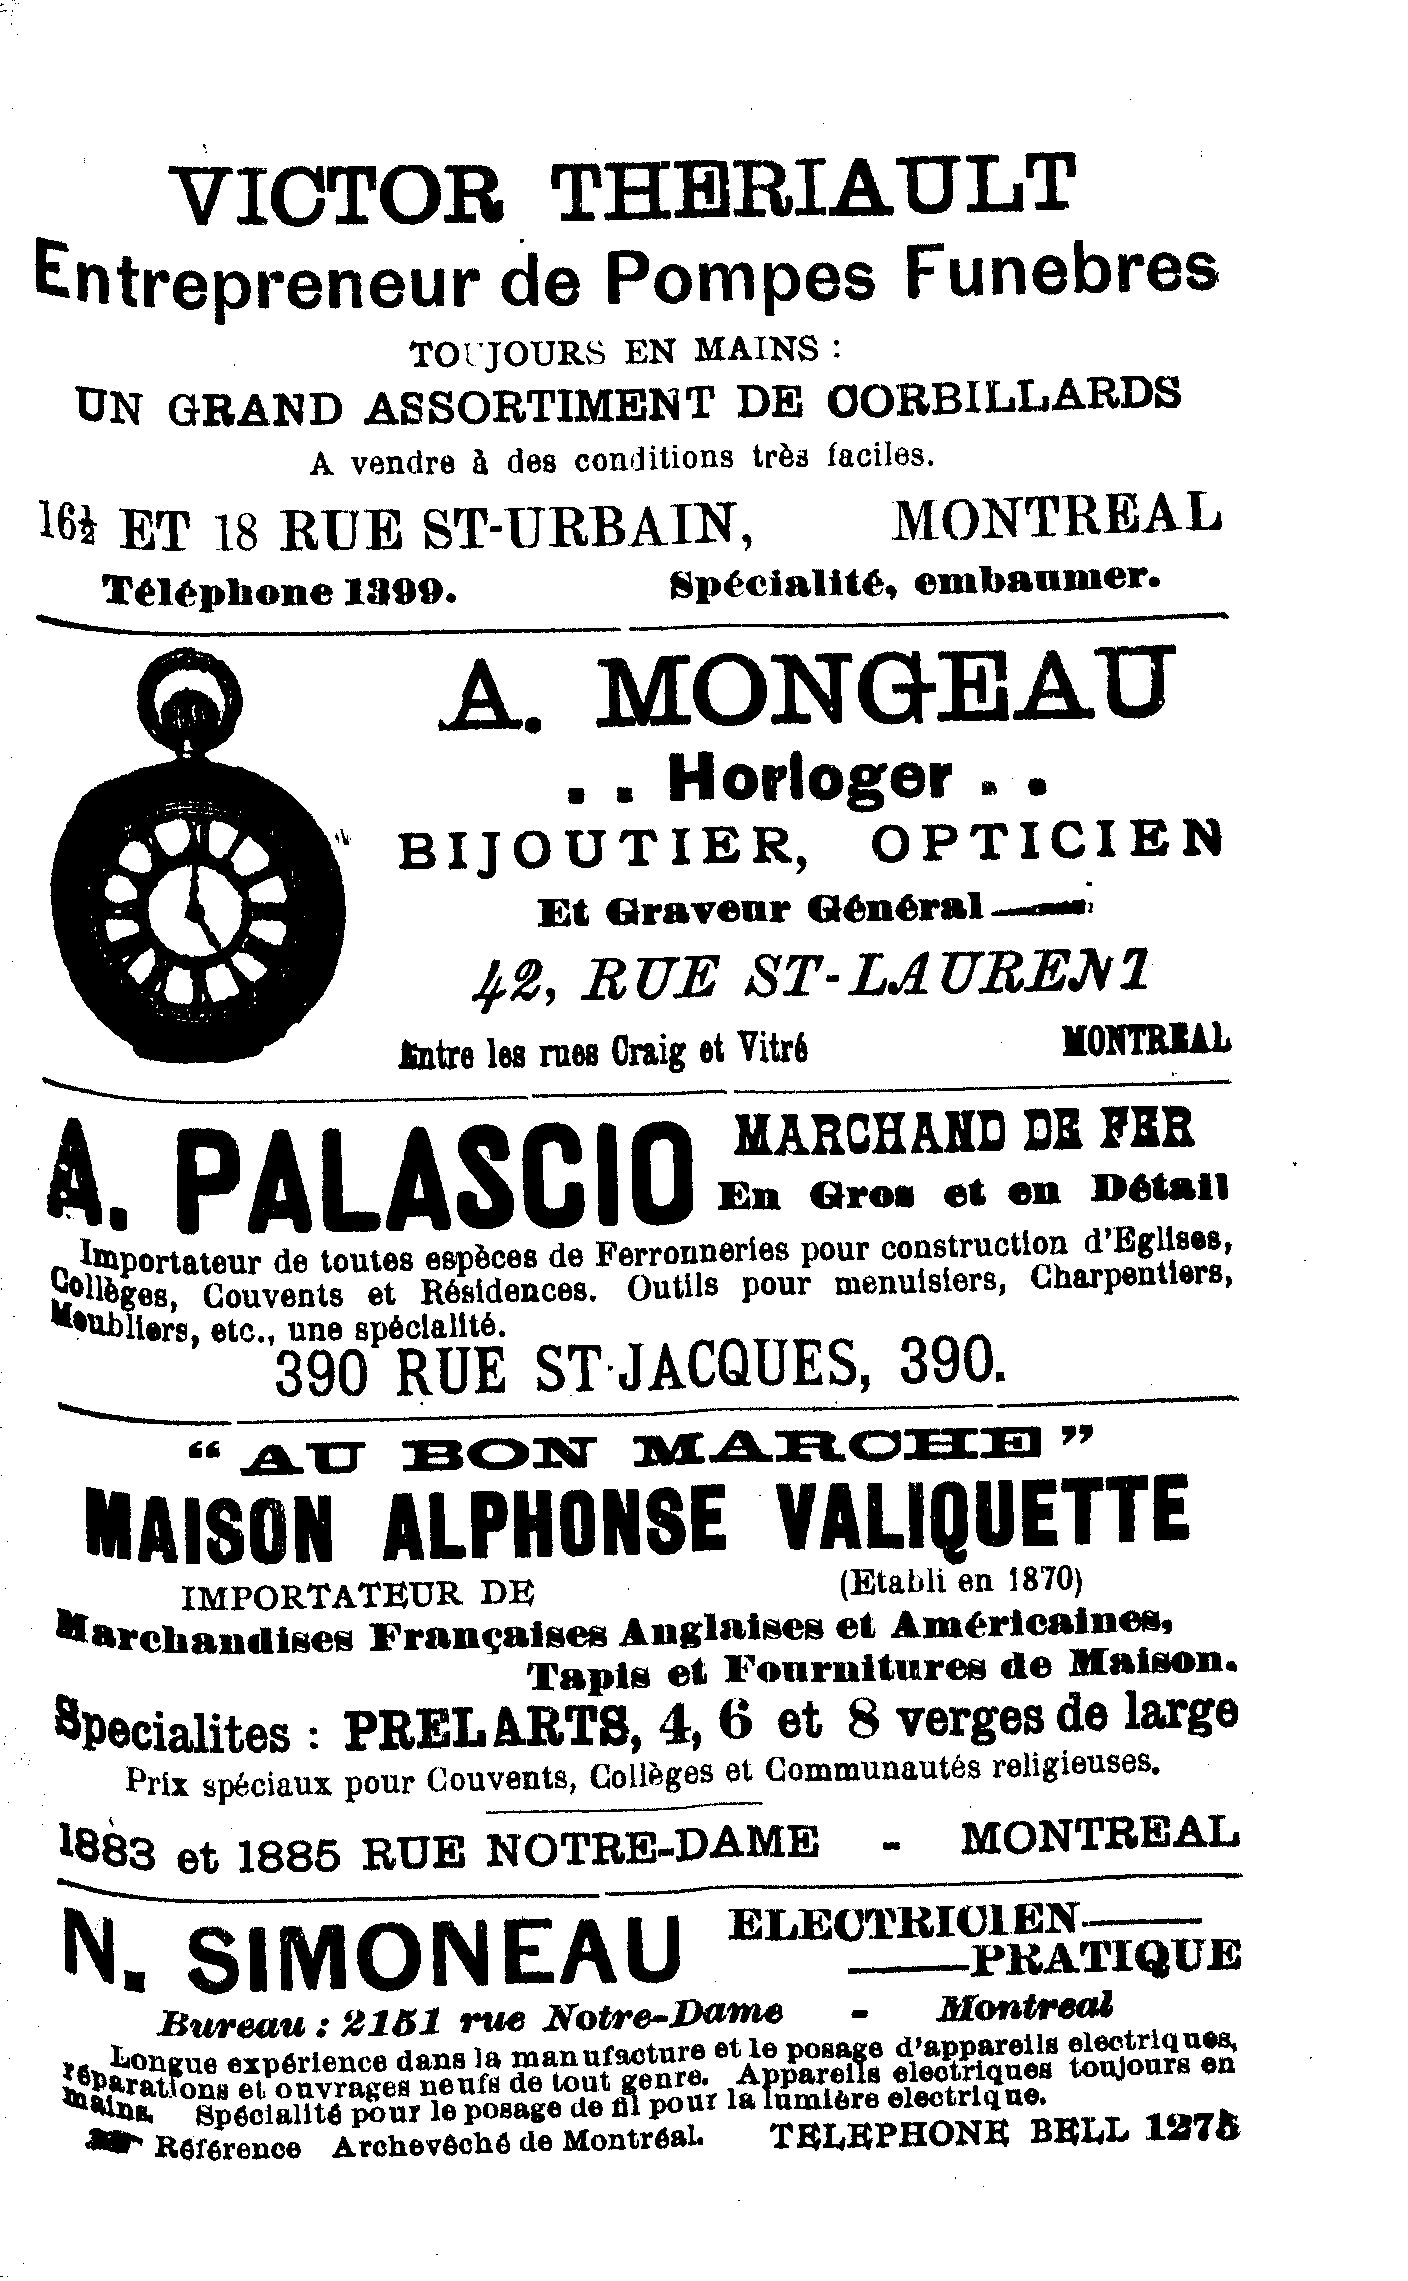 VICTOR THERIAULT
Entrepreneur de Pompes Funebres
TOUJOURS EN MAINS :
UN GRAND ASSORTIMENT DE CORBILLARDS
A vendre à des conditions très faciles.
16½ ET 18 RUE ST-URBAIN, MONTREAL
Téléphone 1399. Spécialité, embaumer.
A. MONGEAU
. . Horloger . .
BIJOUTIER, OPTICIEN
Et Graveur Général
42, RUE ST-LAURENT
Entre les rues Craig et Vitré MONTREAL
A. PALASCIO MARCHAND DE FER
En Gros et en Détail
Importateur de toutes espèces de Ferronneries pour construction d'Eglises,
Collèges, Couvents et Résidences. Outils pour menuisiers, Charpentiers,
Meubliers, etc., une spécialité.
390 RUE ST-JACQUES, 390.
“ AU BON MARCHE ”
MAISON ALPHONSE VALIQUETTE
IMPORTATEUR DE (Etabli en 1870)
Marchandises Françaises Anglaises et Américaines,
Tapis et Fournitures de Maison.
Specialites : PRELARTS, 4, 6 et 8 verges de large
Prix spéciaux pour Couvents, Collèges et Communautés religieuses.
1883 et 1885 RUE NOTRE-DAME - MONTREAL
N. SIMONEAU ELECTRICIEN
PRATIQUE
Bureau : 2151 rue Notre-Dame - Montreal
Longue expérience dans la manufacture et le posage d'appareils electriques,
réparations et ouvrages neufs de tout genre. Appareils electriques toujours en
mains. Spécialité pour le posage de fil pour la lumière electrique.
Référence Archevêché de Montréal. TELEPHONE BELL 1275